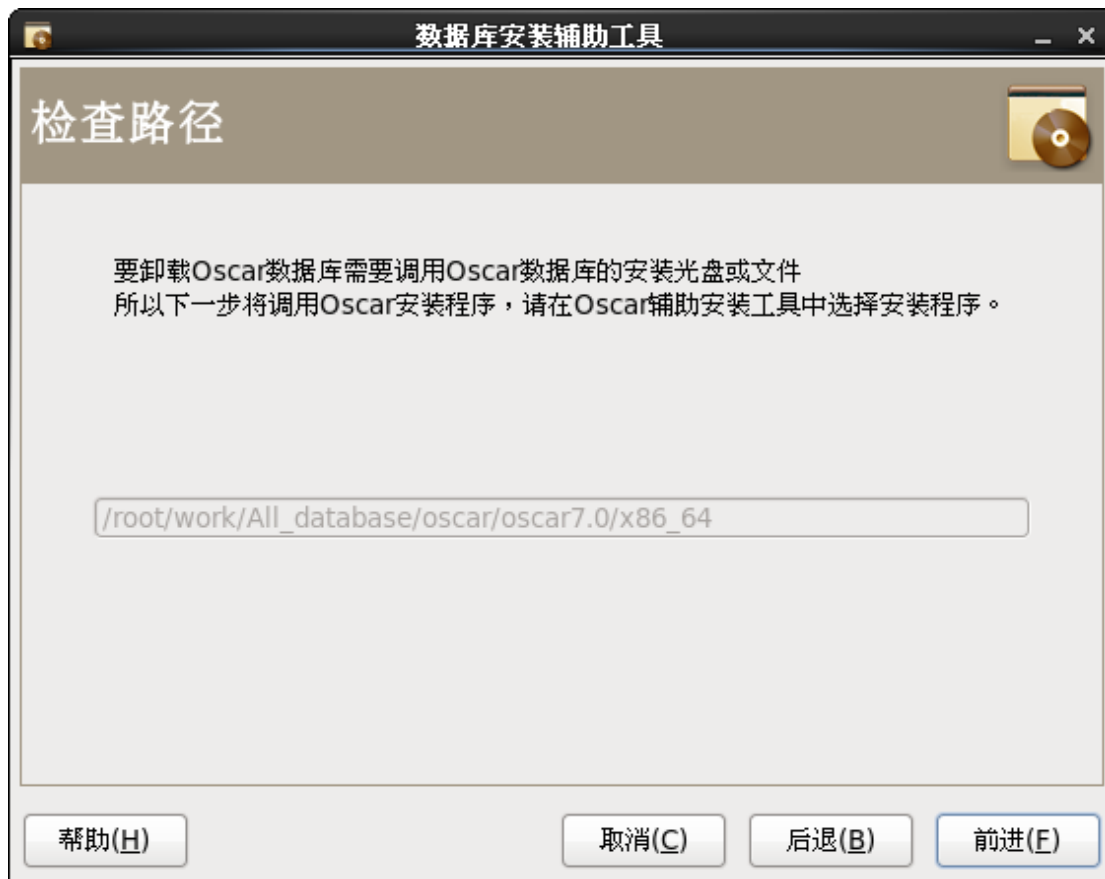 数据库安装辅助工具
检查路径
要卸载Oscar数据库需要调用Oscar数据库的安装光盘或文件
所以下一步将调用Oscar安装程序，请在Oscar辅助安装工具中选择安装程序。
/root/work/All_database/oscar/oscar7.0/x86_64
帮助(H) 取消(C) 后退(B) 前进(F)